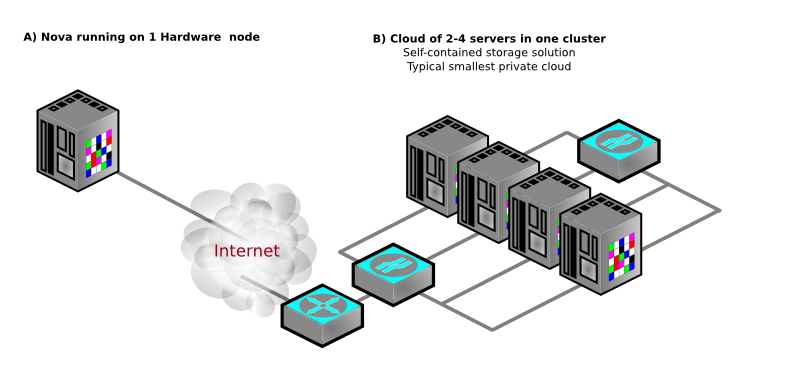 A) Nova running on 1 Hardware  node
B) Cloud of 2-4 servers in one cluster
Self-contained storage solution
Typical smallest private cloud
Internet